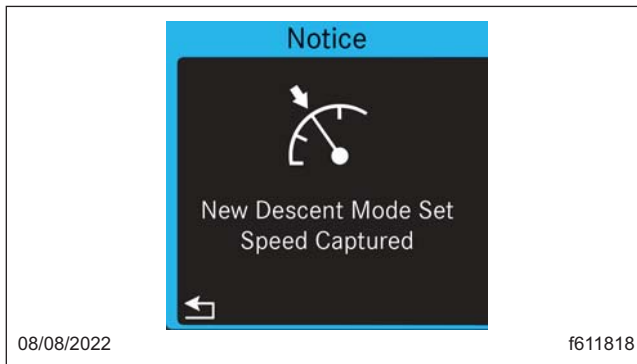 Notice
New Descent Mode Set
Speed Captured
08/08/2022
f611818